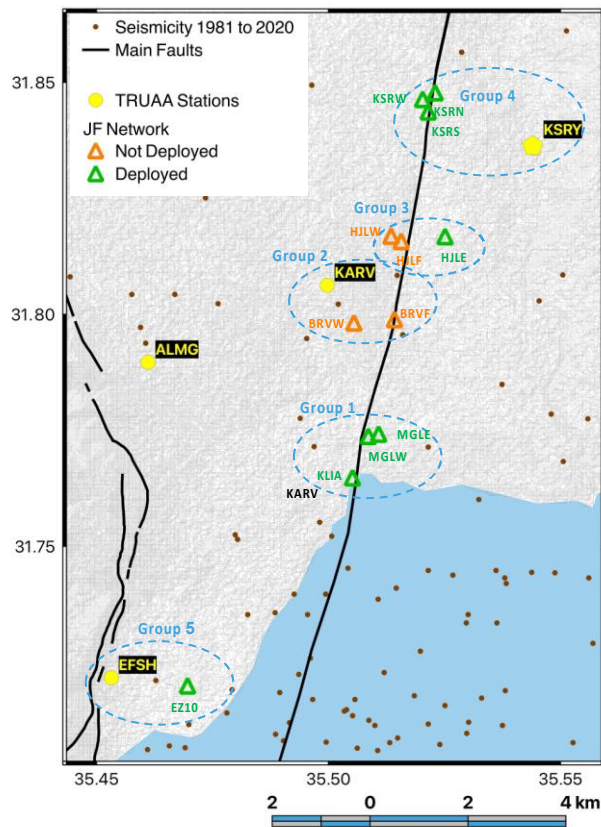 Seismicity 1981 to 2020
Main Faults
TRUAA Stations
JF Network
Not Deployed
Deployed
31.85
31.80
31.75
35.45
35.50
35.55
Group 4
KSRW
KSRN
KSRS
KSRY
Group 3
HJLW
HJLF
HJLE
Group 2
KARV
BRVW
BRVF
ALMG
Group 1
MGLE
MGLW
KLIA
KARV
Group 5
EFSH
EZ10
2 0 2 4 km